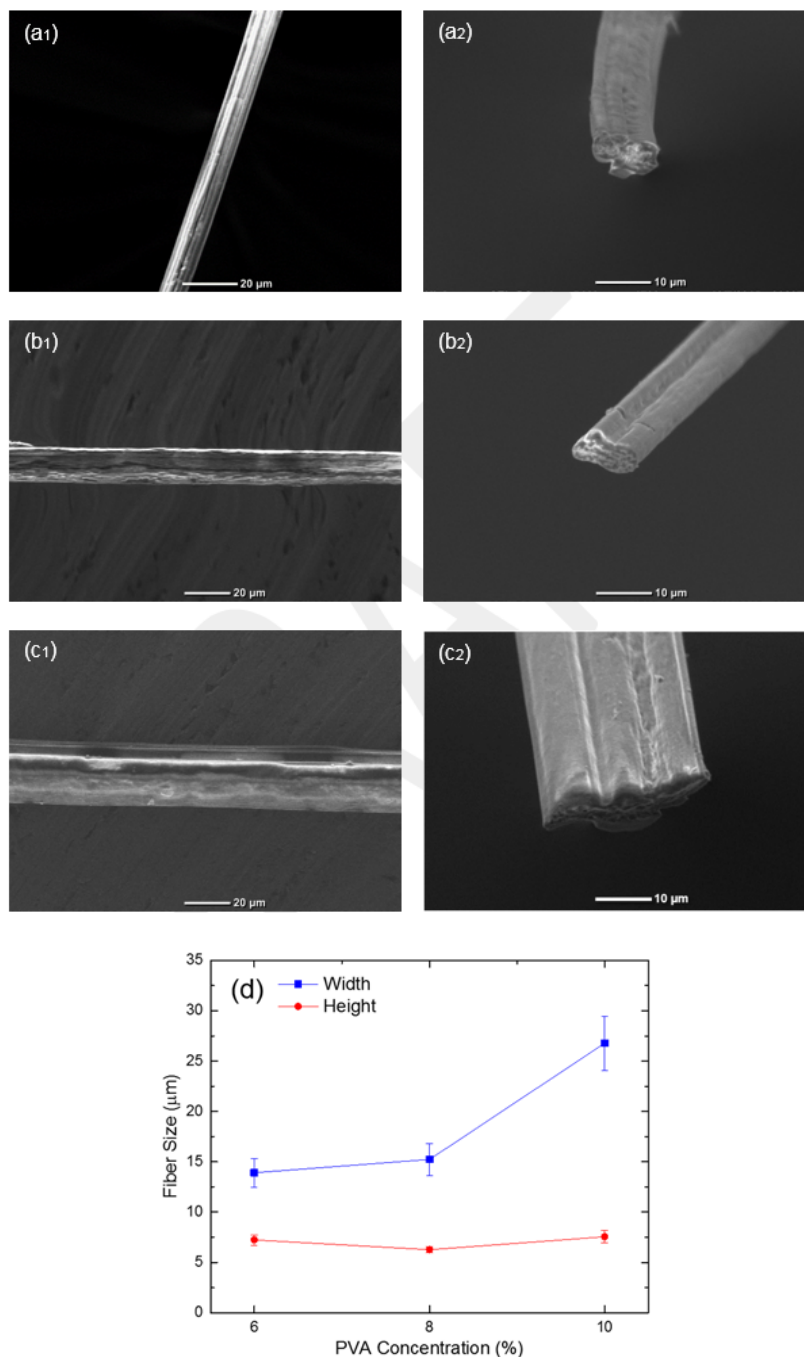 (a1)
20 µm
(a2)
10 µm
(b1)
20 µm
(b2)
10 µm
(c1)
20 µm
(c2)
10 µm
(d)
Width
Height
35
30
25
20
15
10
5
0
Fiber Size (µm)
6
8
10
PVA Concentration (%)